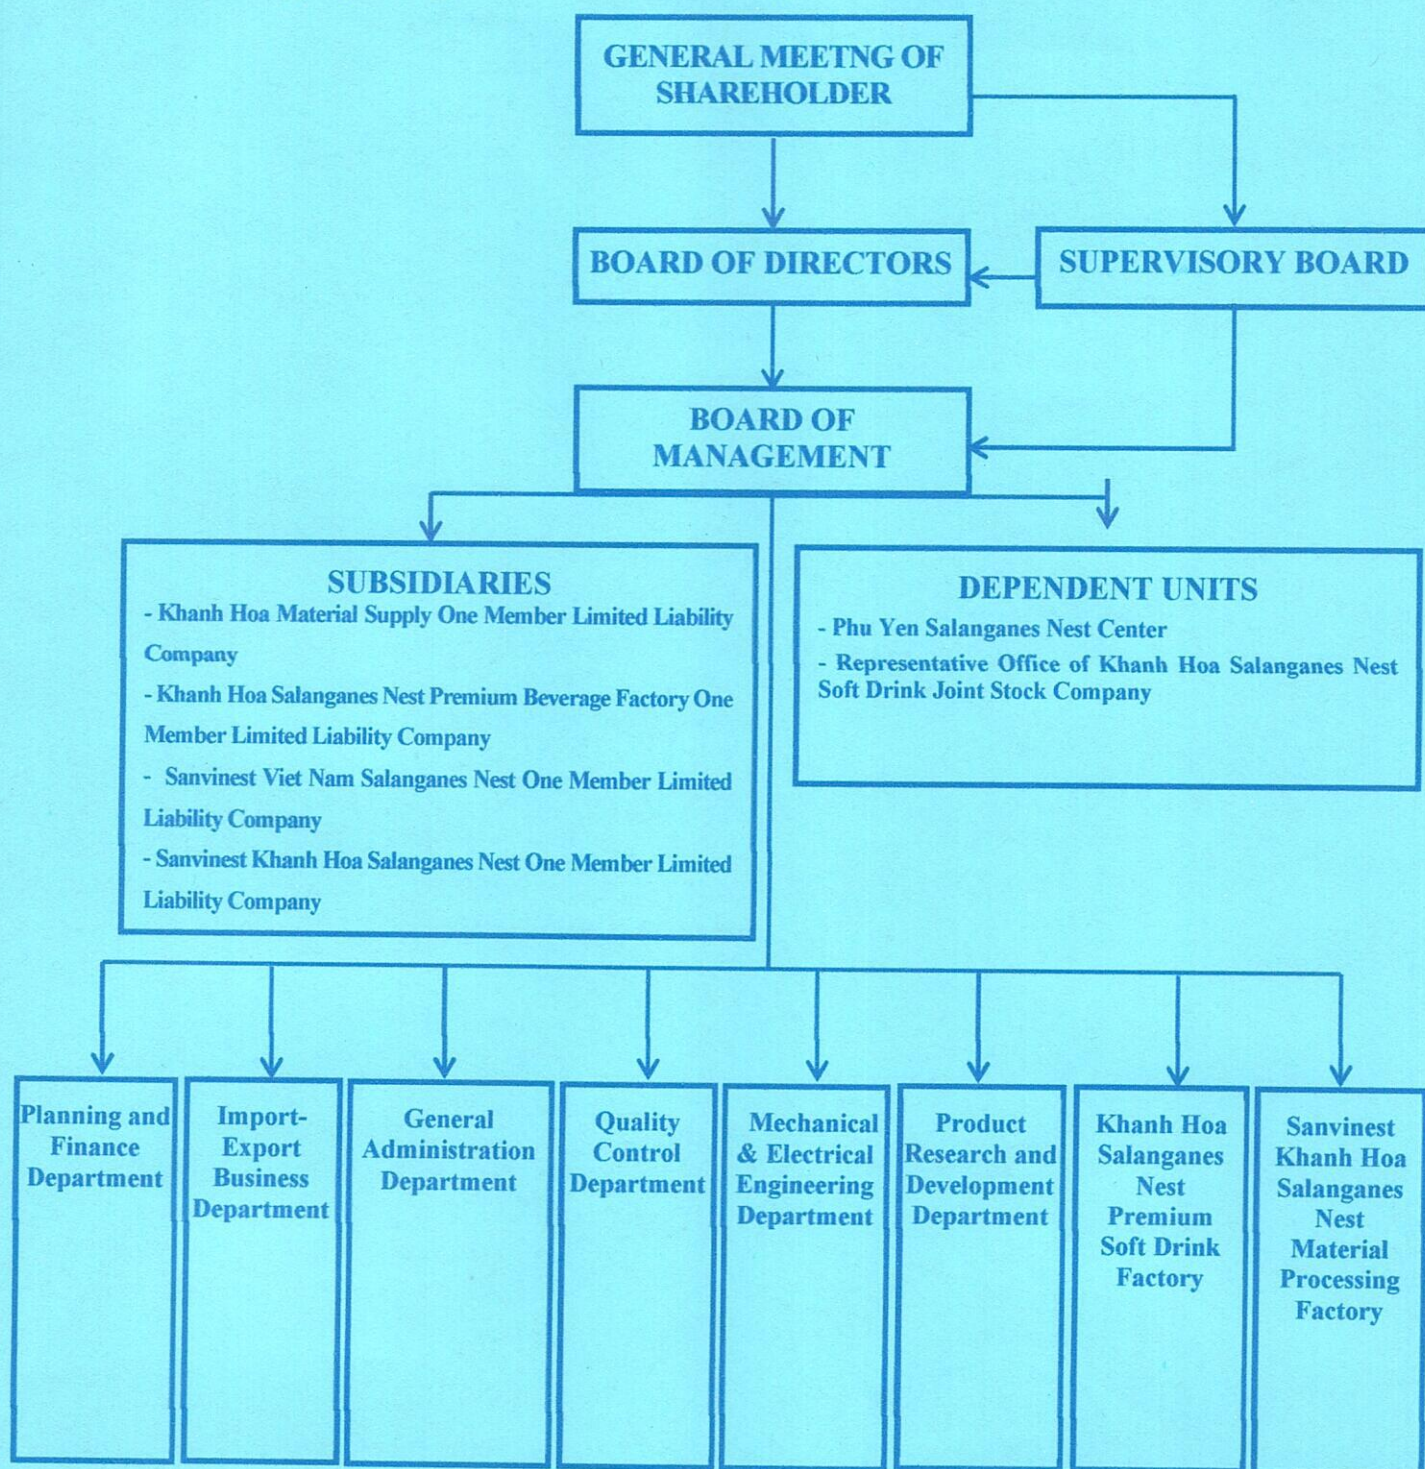 GENERAL MEETNG OF
SHAREHOLDER
BOARD OF DIRECTORS
SUPERVISORY BOARD
BOARD OF
MANAGEMENT
SUBSIDIARIES
- Khanh Hoa Material Supply One Member Limited Liability
Company
- Khanh Hoa Salanganes Nest Premium Beverage Factory One
Member Limited Liability Company
- Sanvinest Viet Nam Salanganes Nest One Member Limited
Liability Company
- Sanvinest Khanh Hoa Salanganes Nest One Member Limited
Liability Company
DEPENDENT UNITS
- Phu Yen Salanganes Nest Center
- Representative Office of Khanh Hoa Salanganes Nest
Soft Drink Joint Stock Company
Planning and
Finance
Department
Import-
Export
Business
Department
General
Administration
Department
Quality
Control
Department
Mechanical
& Electrical
Engineering
Department
Product
Research and
Development
Department
Khanh Hoa
Salanganes
Nest
Premium
Soft Drink
Factory
Sanvinest
Khanh Hoa
Salanganes
Nest
Material
Processing
Factory